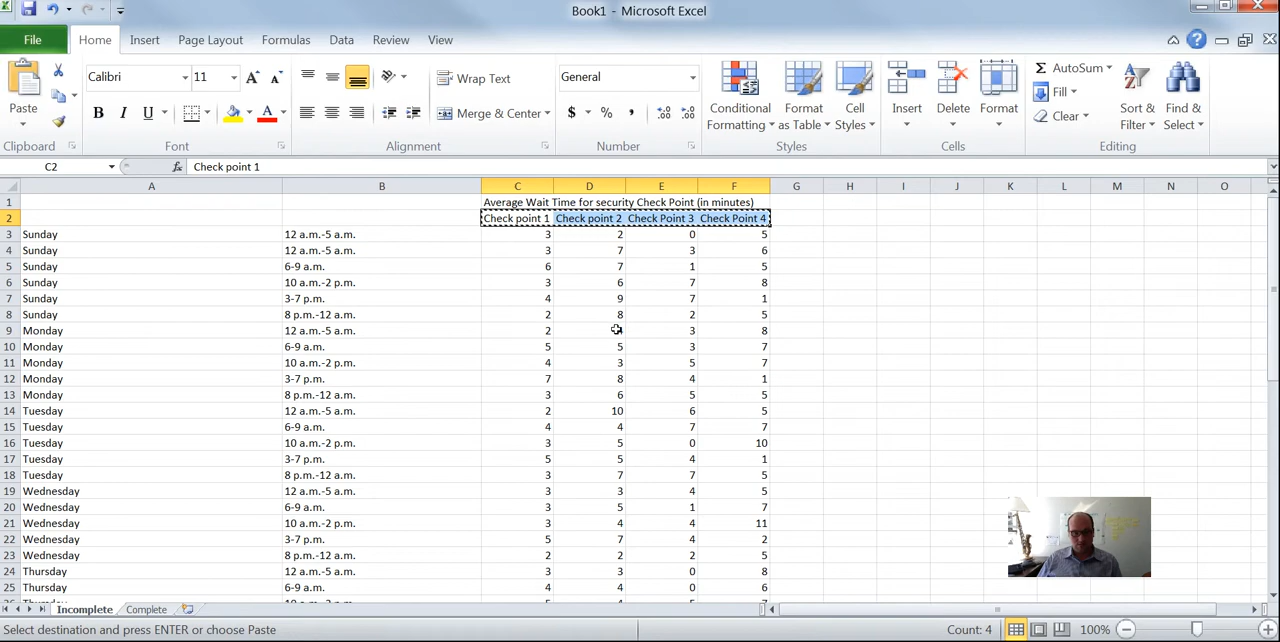 Book1 - Microsoft Excel
File Home Insert Page Layout Formulas Data Review View
Calibri 11 Wrap Text General AutoSum
Paste Merge & Center $ % , Conditional Formatting Format as Table Cell Styles Insert Delete Format Fill Clear Sort & Filter Find & Select
Clipboard Font Alignment Number Styles Cells Editing
C2 fx Check point 1
A B C D E F G H I J K L M N O
1 Average Wait Time for security Check Point (in minutes)
2 Check point 1 Check point 2 Check Point 3 Check Point 4
3 Sunday 12 a.m.-5 a.m. 3 2 0 5
4 Sunday 12 a.m.-5 a.m. 3 7 3 6
5 Sunday 6-9 a.m. 6 7 1 5
6 Sunday 10 a.m.-2 p.m. 3 6 7 8
7 Sunday 3-7 p.m. 4 9 7 1
8 Sunday 8 p.m.-12 a.m. 2 8 2 5
9 Monday 12 a.m.-5 a.m. 2 3 8
10 Monday 6-9 a.m. 5 5 3 7
11 Monday 10 a.m.-2 p.m. 4 3 5 7
12 Monday 3-7 p.m. 7 8 4 1
13 Monday 8 p.m.-12 a.m. 3 6 5 5
14 Tuesday 12 a.m.-5 a.m. 2 10 6 5
15 Tuesday 6-9 a.m. 4 4 7 7
16 Tuesday 10 a.m.-2 p.m. 3 5 0 10
17 Tuesday 3-7 p.m. 5 5 4 1
18 Tuesday 8 p.m.-12 a.m. 3 7 7 5
19 Wednesday 12 a.m.-5 a.m. 3 3 4 5
20 Wednesday 6-9 a.m. 3 5 1 7
21 Wednesday 10 a.m.-2 p.m. 3 4 4 11
22 Wednesday 3-7 p.m. 5 7 4 2
23 Wednesday 8 p.m.-12 a.m. 2 2 2 5
24 Thursday 12 a.m.-5 a.m. 3 3 0 8
25 Thursday 6-9 a.m. 4 4 0 6
Incomplete Complete
Select destination and press ENTER or choose Paste Count: 4 100%